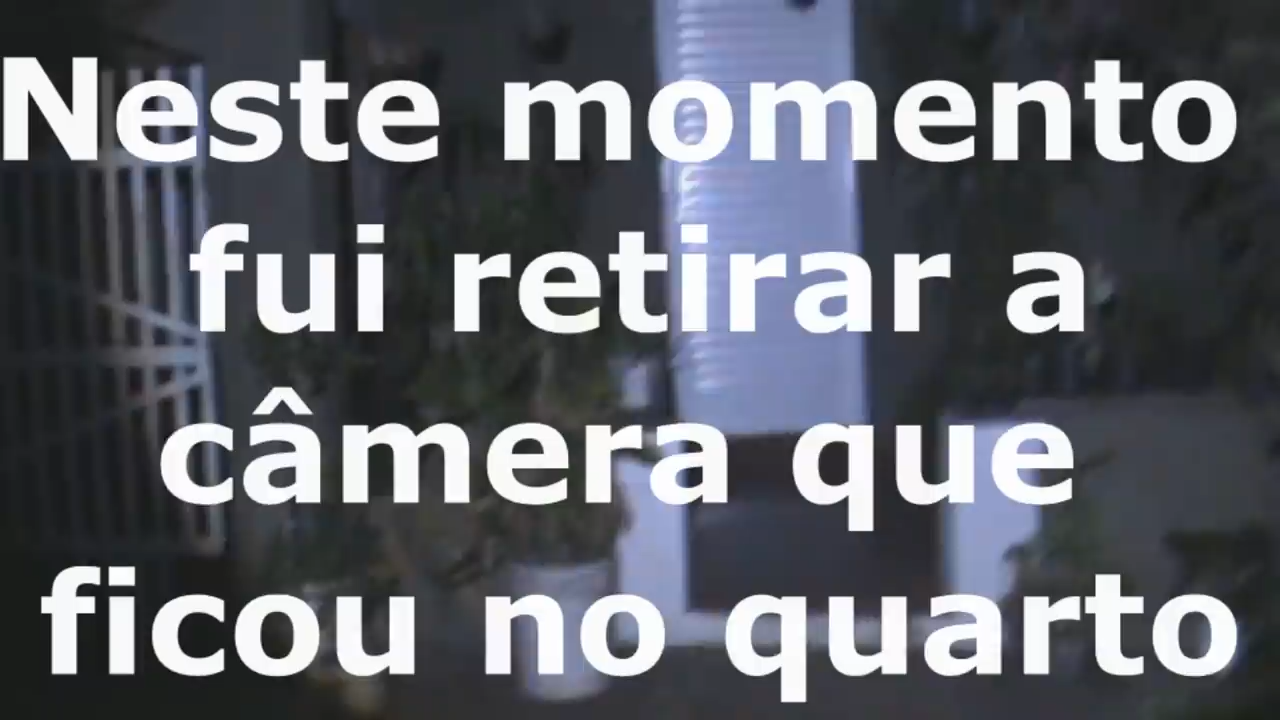 Neste momento
fui retirar a
câmera que
ficou no quarto